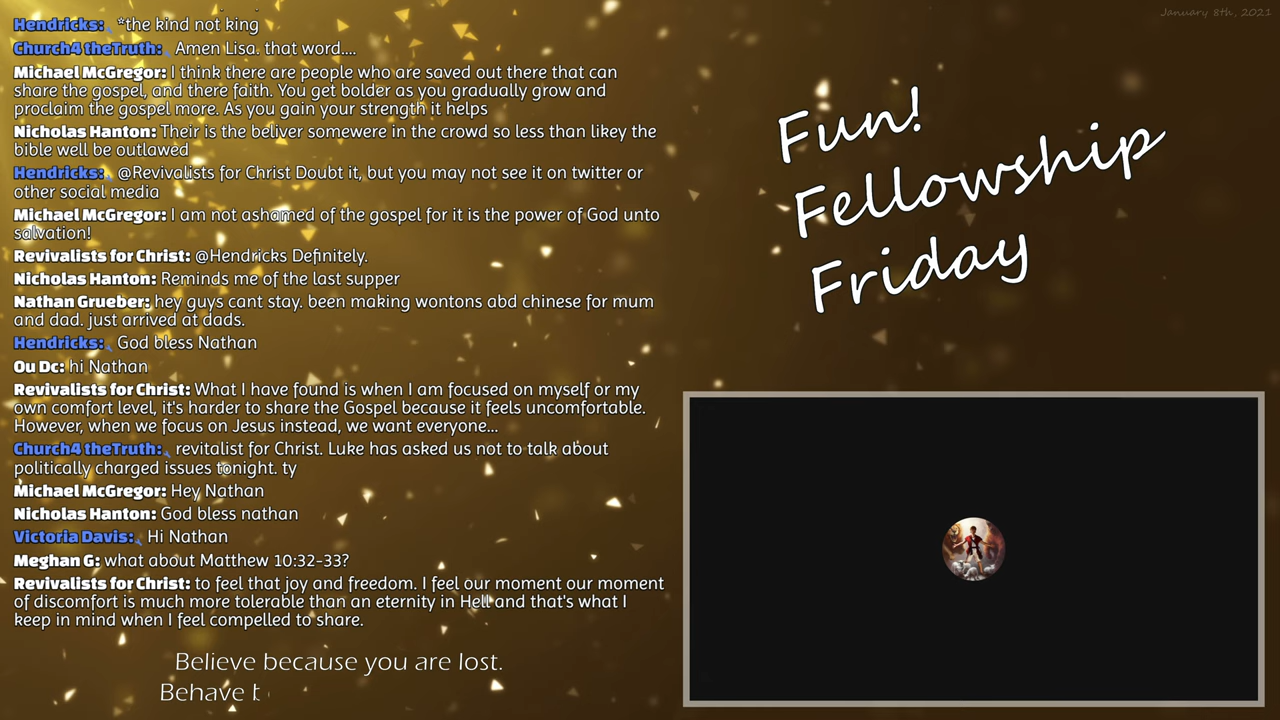 Hendricks: *the kind not king
Church4 theTruth: Amen Lisa. that word....
Michael McGregor: I think there are people who are saved out there that can
share the gospel, and there faith. You get bolder as you gradually grow and
proclaim the gospel more. As you gain your strength it helps
Nicholas Hanton: Their is the beliver somewere in the crowd so less than likey the
bible well be outlawed
Hendricks: @Revivalists for Christ Doubt it, but you may not see it on twitter or
other social media
Michael McGregor: I am not ashamed of the gospel for it is the power of God unto
salvation!
Revivalists for Christ: @Hendricks Definitely.
Nicholas Hanton: Reminds me of the last supper
Nathan Grueber: hey guys cant stay. been making wontons abd chinese for mum
and dad. just arrived at dads.
Hendricks: God bless Nathan
Ou Dc: hi Nathan
Revivalists for Christ: What I have found is when I am focused on myself or my
own comfort level, it's harder to share the Gospel because it feels uncomfortable.
However, when we focus on Jesus instead, we want everyone...
Church4 theTruth: revitalist for Christ. Luke has asked us not to talk about
politically charged issues tonight. ty
Michael McGregor: Hey Nathan
Nicholas Hanton: God bless nathan
Victoria Davis: Hi Nathan
Meghan G: what about Matthew 10:32-33?
Revivalists for Christ: to feel that joy and freedom. I feel our moment our moment
of discomfort is much more tolerable than an eternity in Hell and that's what I
keep in mind when I feel compelled to share.
Believe because you are lost.
Behave b
January 8th, 2021
Fun!
Fellowship
Friday